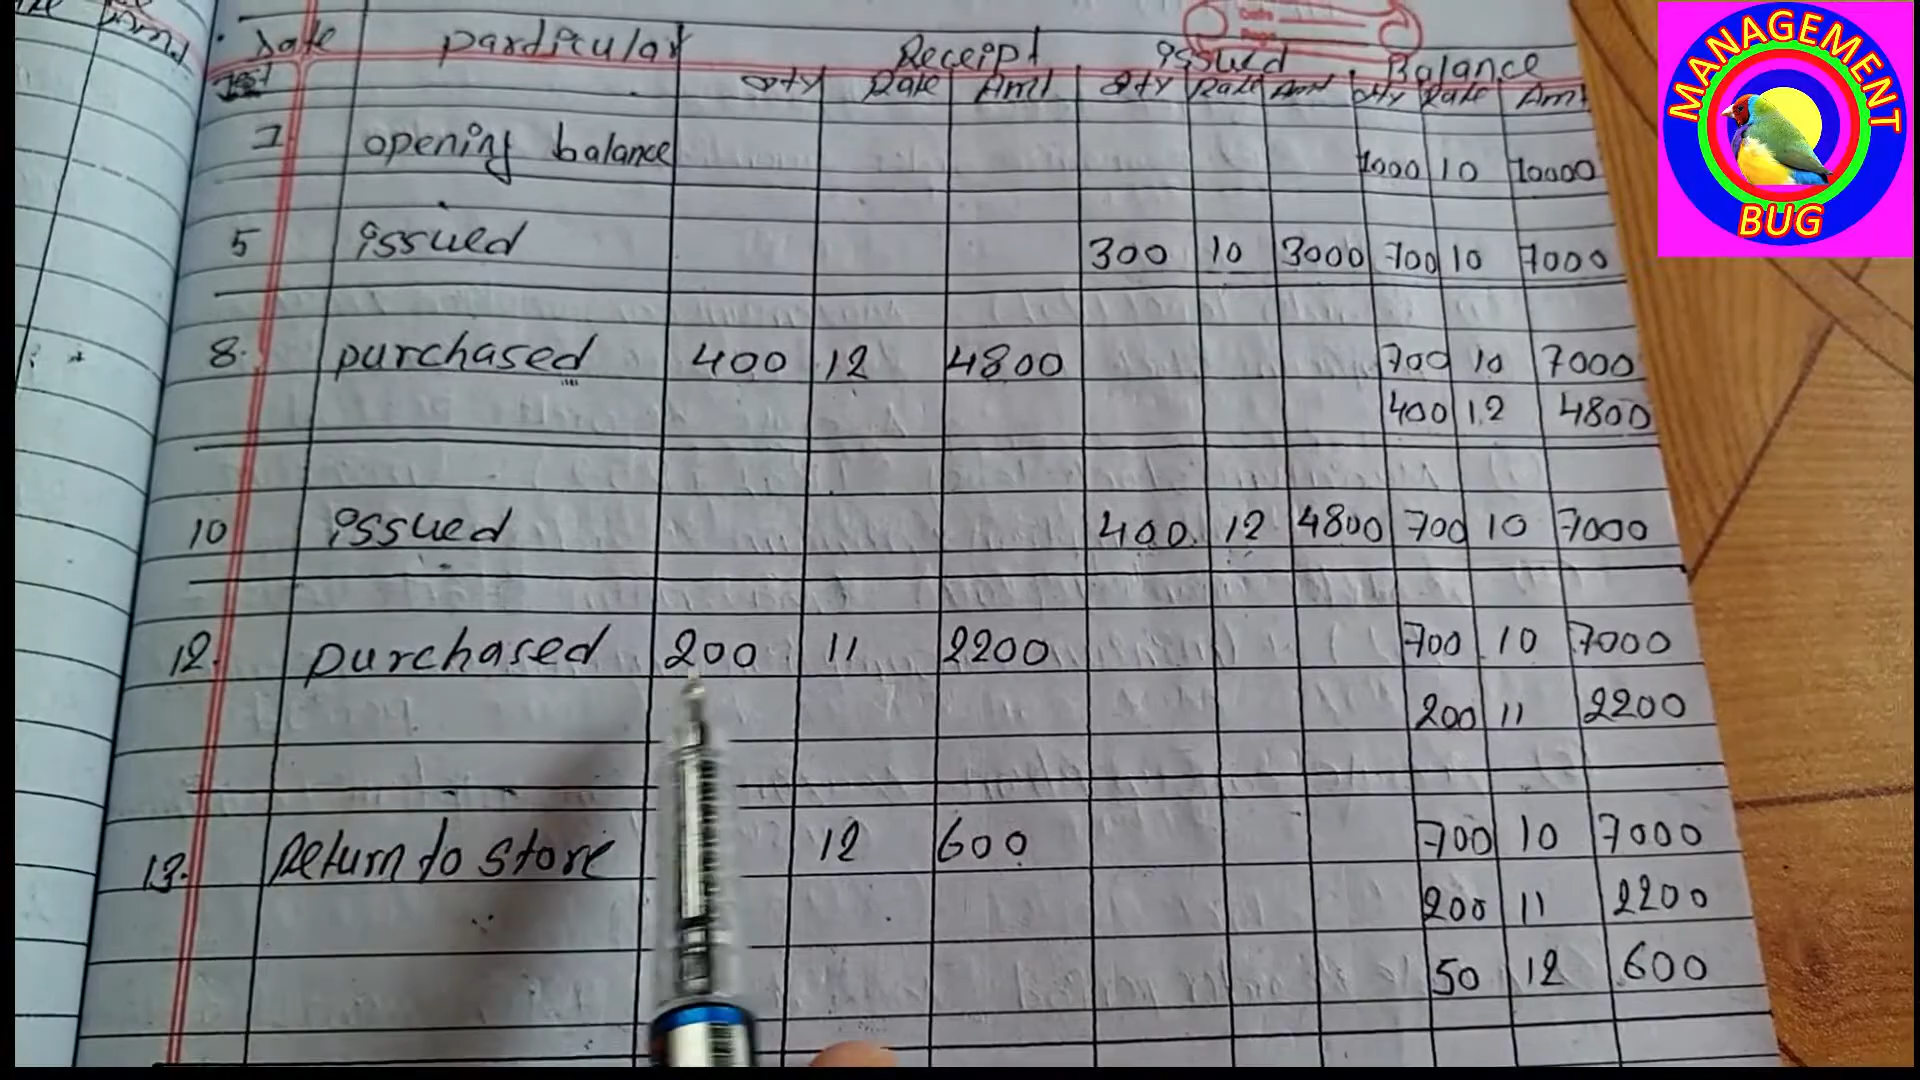 Date particular Receipt issued Balance
Qty Rate Amt Qty Rate Amt Qty Rate Amt
1 opening balance 1000 10 10000
5 issued 300 10 3000 700 10 7000
8. purchased 400 12 4800 700 10 7000
400 12 4800
10 issued 400 12 4800 700 10 7000
12. purchased 200 11 2200 700 10 7000
200 11 2200
13. Return to store 12 600 700 10 7000
200 11 2200
50 12 600
MANAGEMENT
BUG